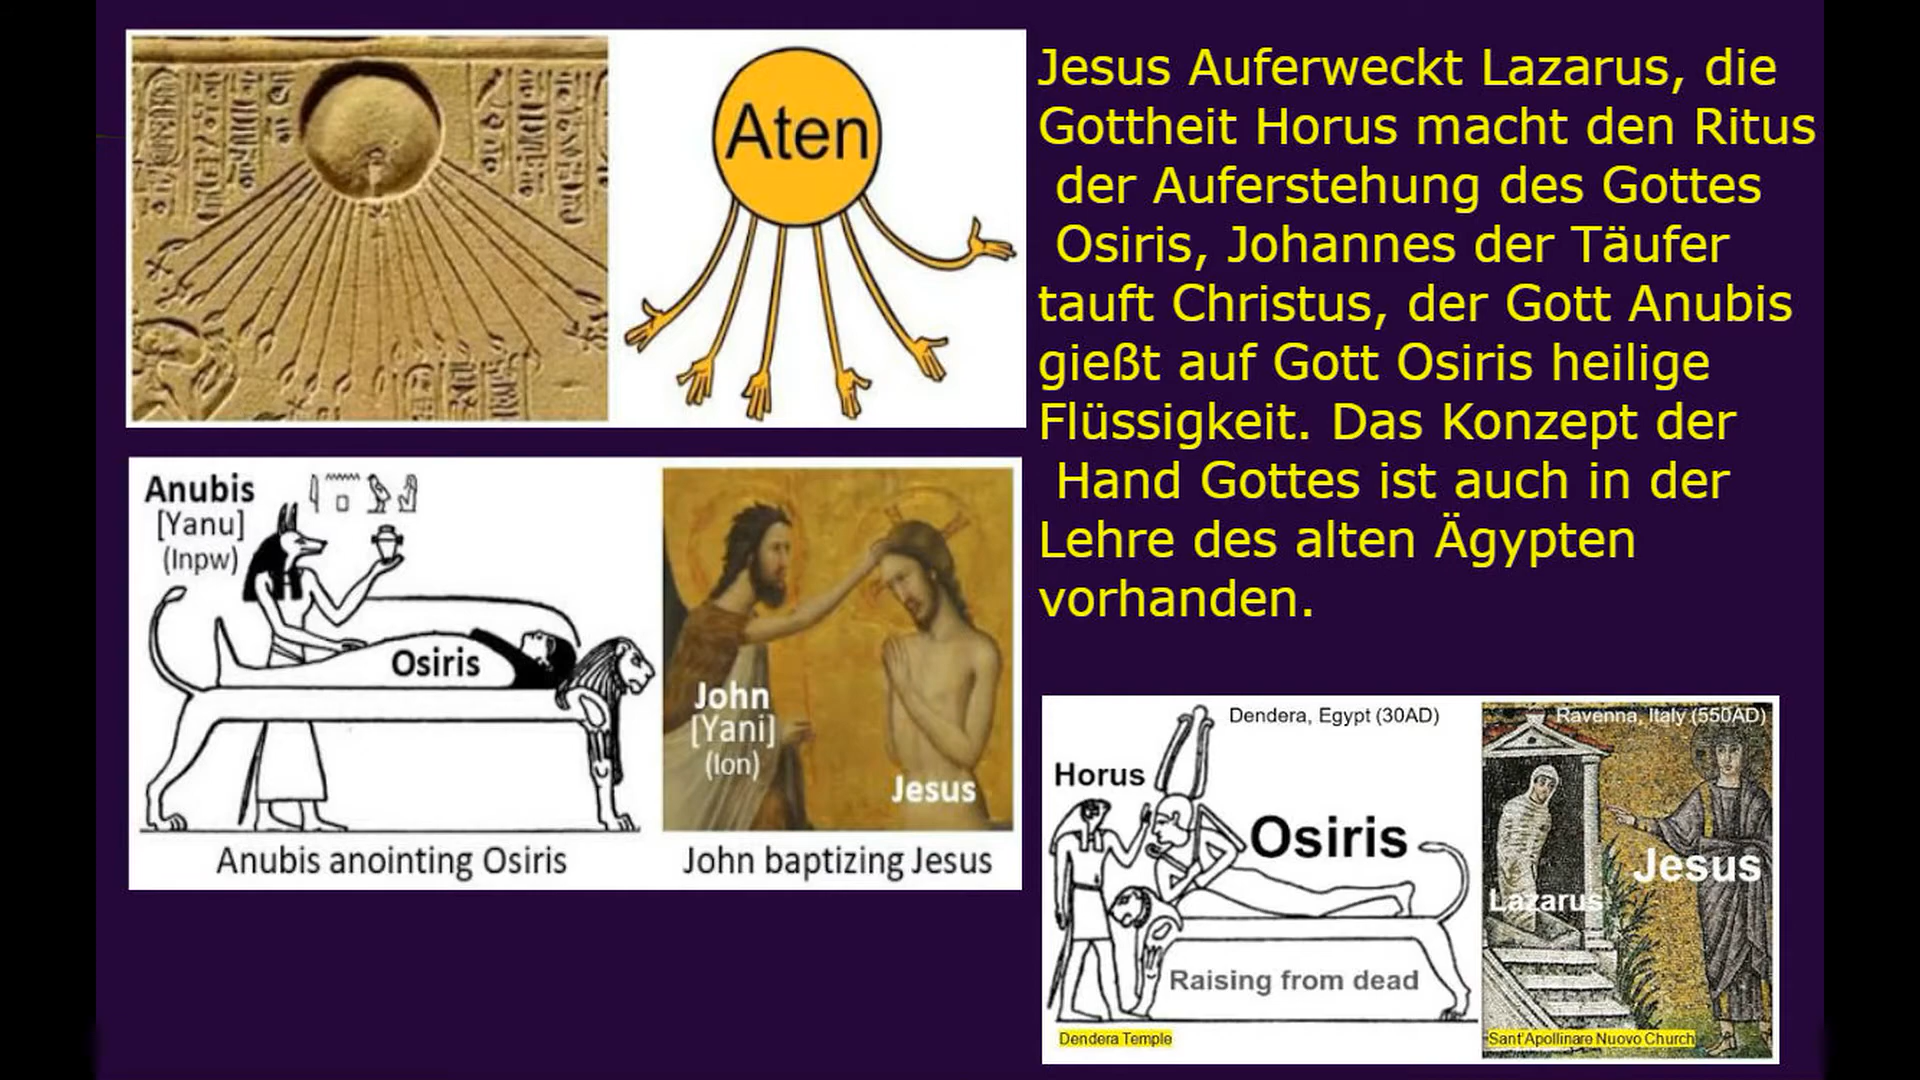 Aten
Jesus Auferweckt Lazarus, die
Gottheit Horus macht den Ritus
der Auferstehung des Gottes
Osiris, Johannes der Täufer
tauft Christus, der Gott Anubis
gießt auf Gott Osiris heilige
Flüssigkeit. Das Konzept der
Hand Gottes ist auch in der
Lehre des alten Ägypten
vorhanden.
Anubis
[Yanu]
(Inpw)
Osiris
Anubis anointing Osiris
John
[Yani]
(Ion)
Jesus
John baptizing Jesus
Dendera, Egypt (30AD)
Horus
Osiris
Raising from dead
Dendera Temple
Ravenna, Italy (550AD)
Jesus
Lazarus
Sant'Apollinare Nuovo Church